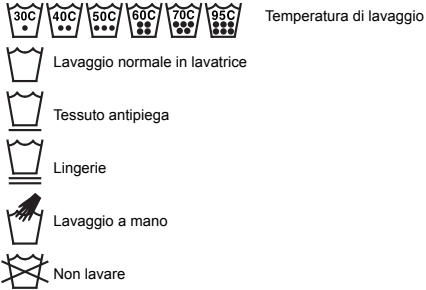 30C 40C 50C 60C 70C 95C Temperatura di lavaggio
Lavaggio normale in lavatrice
Tessuto antipiega
Lingerie
Lavaggio a mano
Non lavare